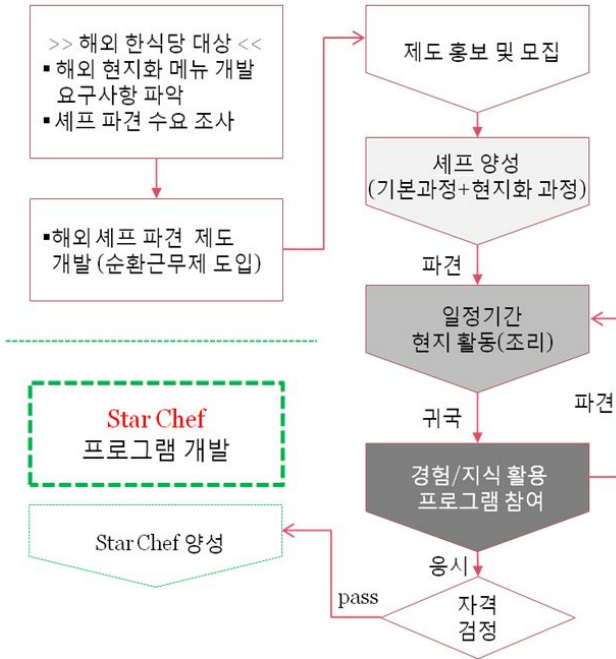 >> 해외 한식당 대상 <<
▪ 해외 현지화 메뉴 개발
요구사항 파악
▪ 셰프 파견 수요 조사
▪해외 셰프 파견 제도
개발 (순환근무제 도입)
제도 홍보 및 모집
셰프 양성
(기본과정+현지화 과정)
파견
일정기간
현지 활동(조리)
귀국
파견
경험/지식 활용
프로그램 참여
응시
자격
검정
pass
Star Chef
프로그램 개발
Star Chef 양성